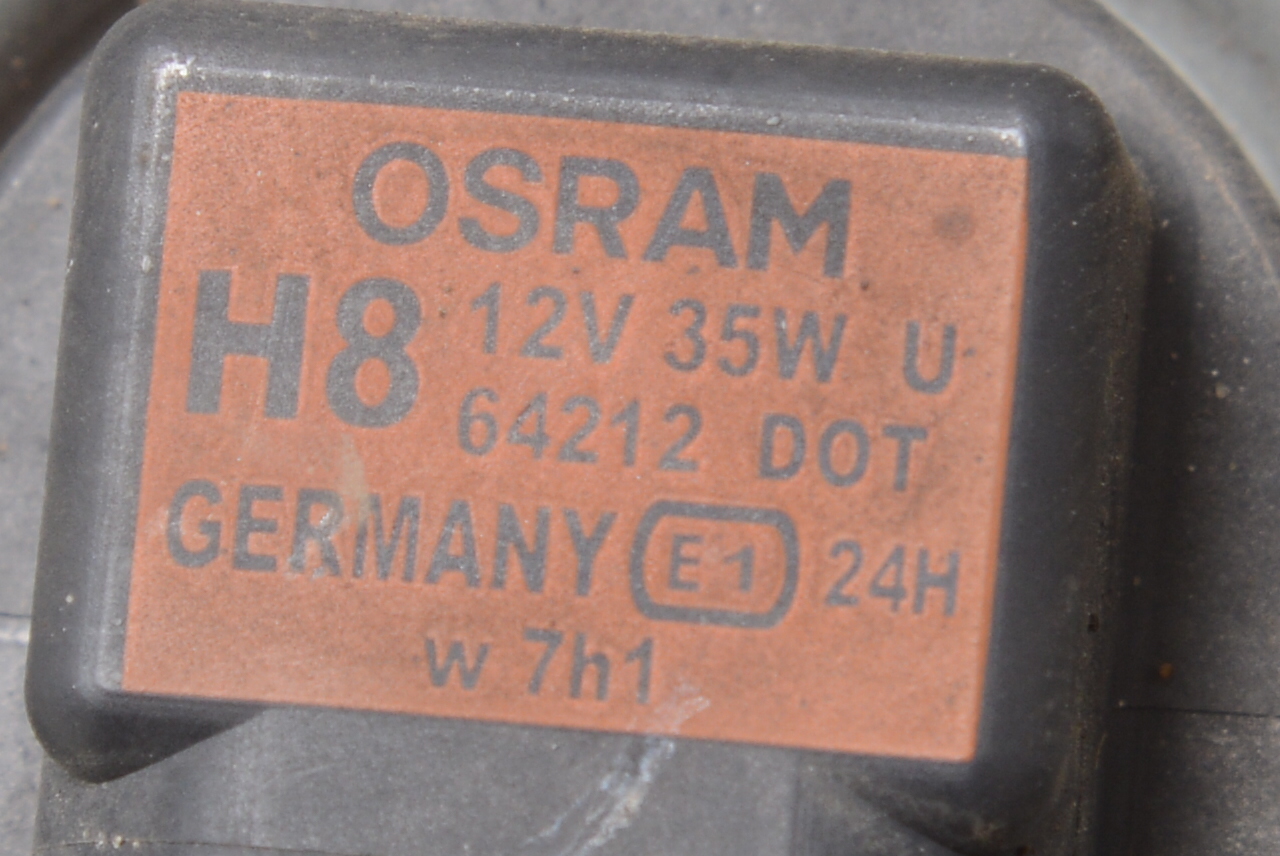 OSRAM
H8 12V 35W U
64212 DOT
GERMANY E1 24H
w 7h1